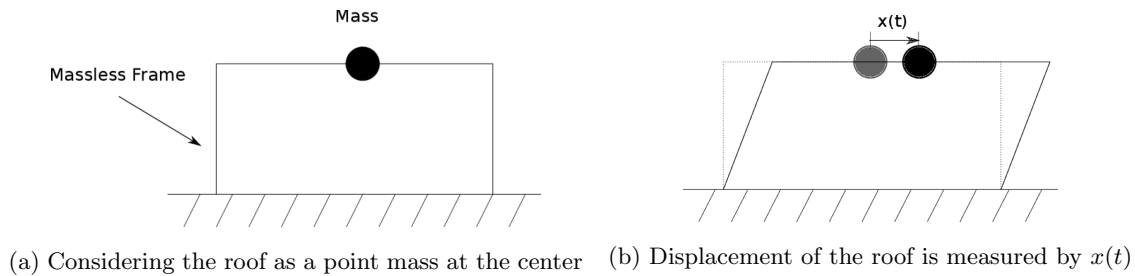 Mass
Massless Frame
x(t)
(a) Considering the roof as a point mass at the center
(b) Displacement of the roof is measured by x(t)